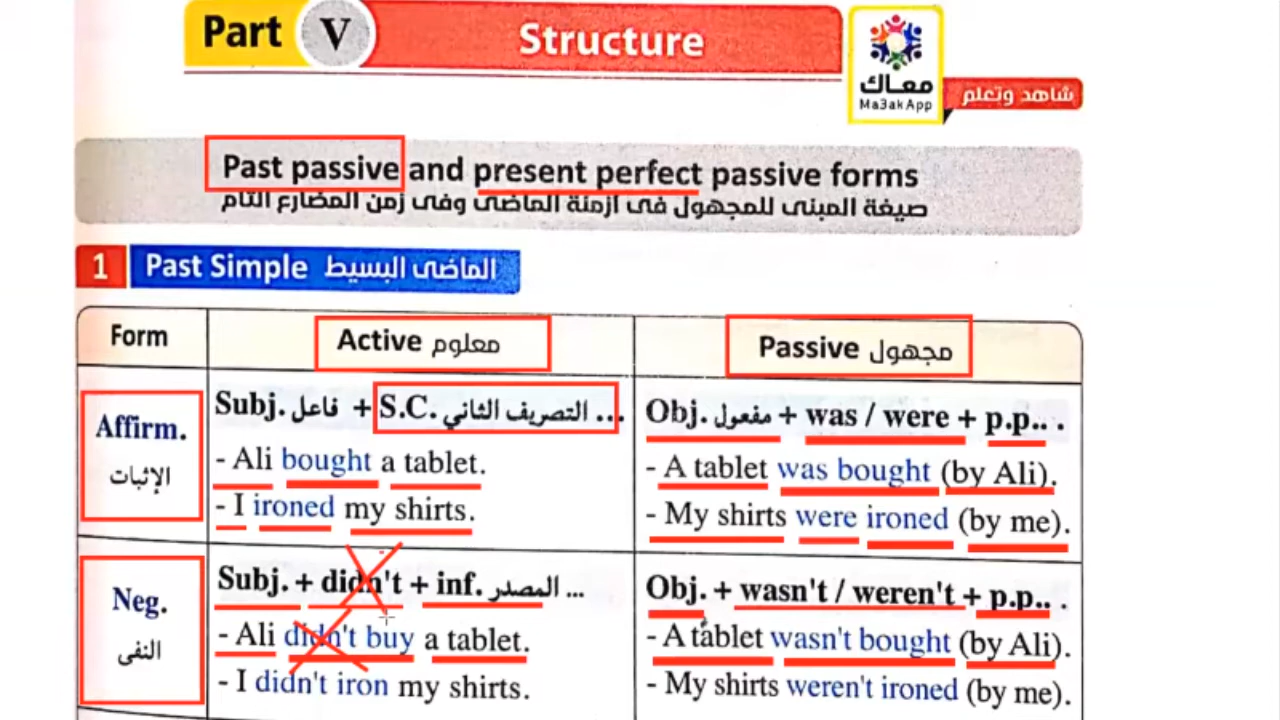 Part V Structure
معاك
Ma3ak App
شاهد وتعلم
Past passive and present perfect passive forms
صيغة المبنى للمجهول فى أزمنة الماضى وفى زمن المضارع التام
1 Past Simple الماضى البسيط
Form Active معلوم Passive مجهول
Affirm.
الإثبات
Subj. فاعل + S.C. التصريف الثاني ...
- Ali bought a tablet.
- I ironed my shirts.
Obj. مفعول + was / were + p.p.. .
- A tablet was bought (by Ali).
- My shirts were ironed (by me).
Neg.
النفى
Subj. + didn't + inf. المصدر ...
- Ali didn't buy a tablet.
- I didn't iron my shirts.
Obj. + wasn't / weren't + p.p.. .
- A tablet wasn't bought (by Ali).
- My shirts weren't ironed (by me).